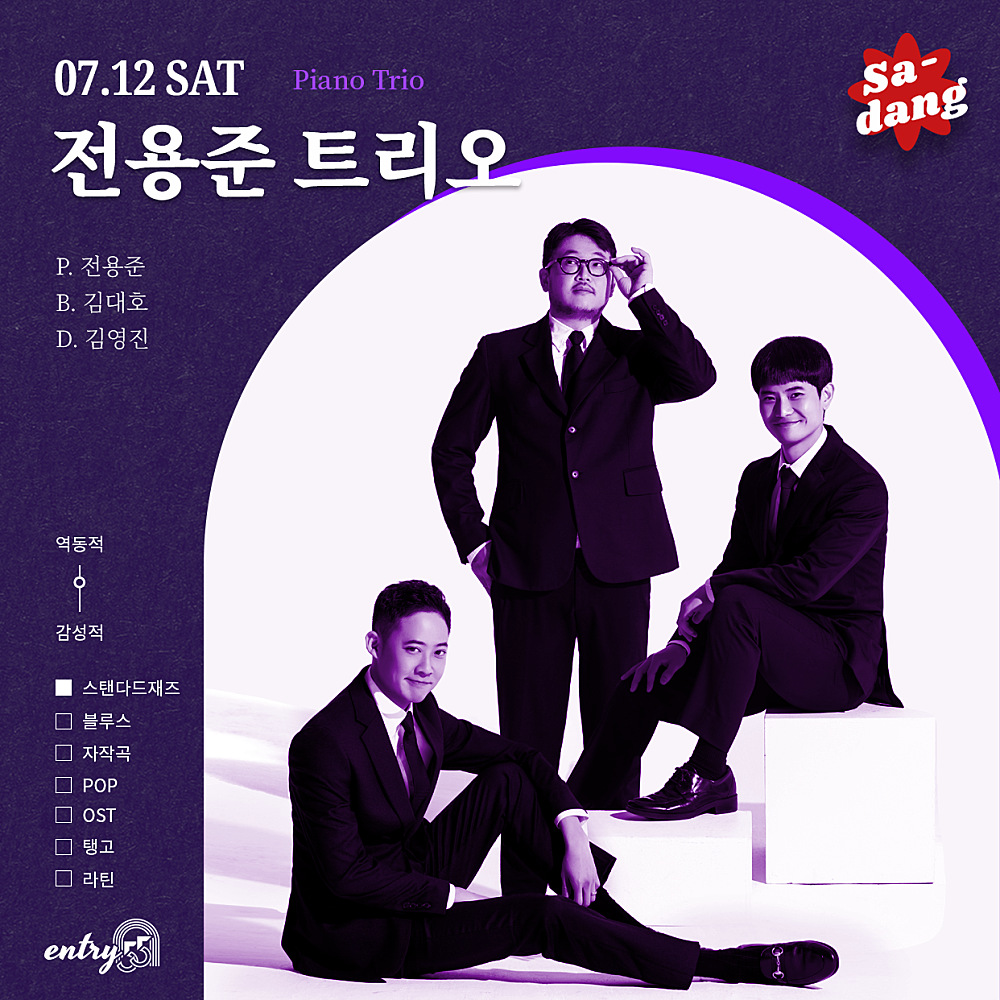 07.12 SAT
Piano Trio
sa-
dang
전용준 트리오
P. 전용준
B. 김대호
D. 김영진
역동적
감성적
스탠다드재즈
블루스
자작곡
POP
OST
탱고
라틴
entry55